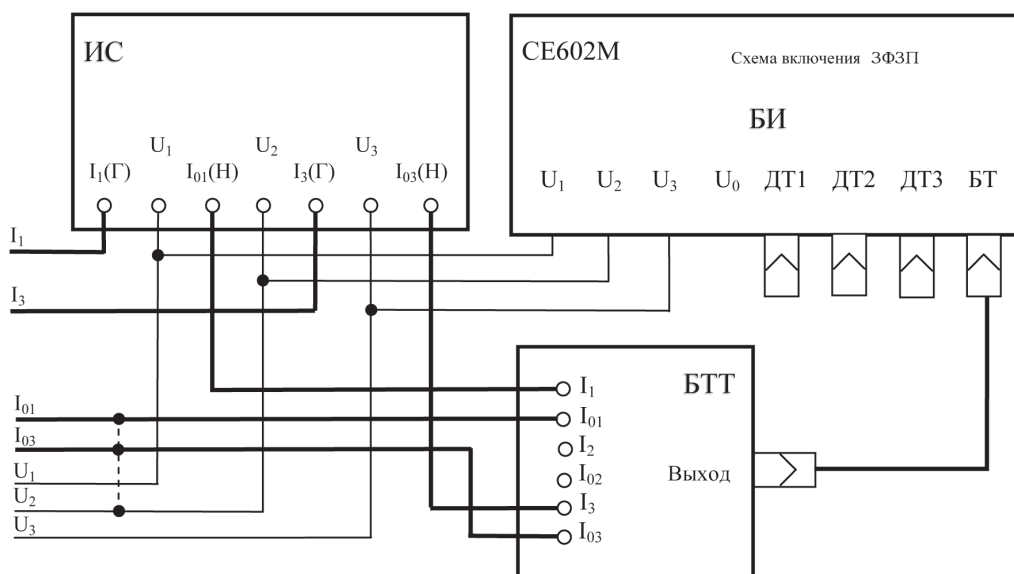 ИС
U₁ U₂ U₃
I₁(Г) I₀₁(Н) I₃(Г) I₀₃(Н)
СЕ602М
Схема включения 3Ф3П
БИ
U₁ U₂ U₃ U₀ ДТ1 ДТ2 ДТ3 БТ
I₁
I₃
I₀₁
I₀₃
U₁
U₂
U₃
БТТ
I₁
I₀₁
I₂
I₀₂
I₃
I₀₃
Выход